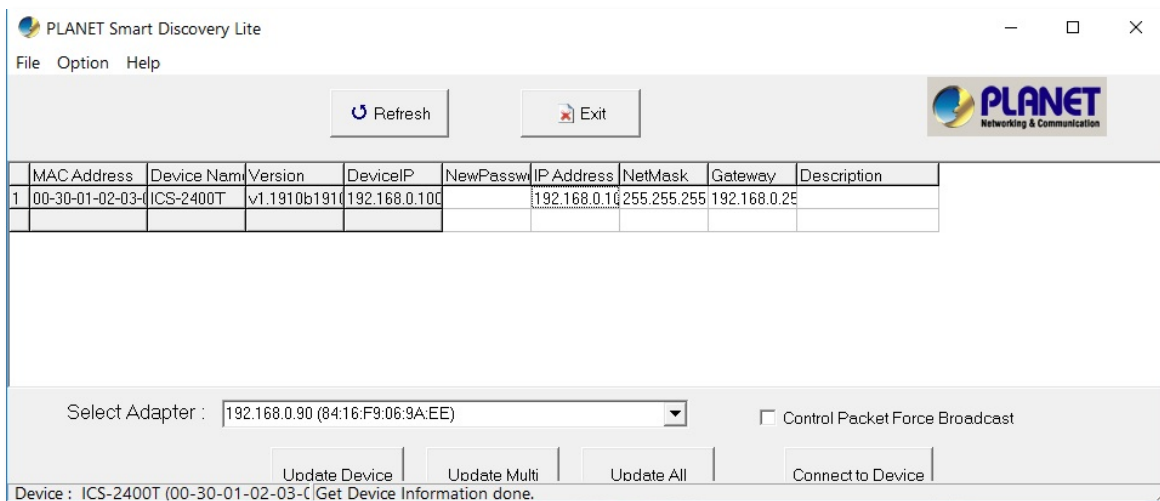 PLANET Smart Discovery Lite
File Option Help
Refresh Exit
PLANET
Networking & Communication
MAC Address Device Nam Version DeviceIP NewPassw IP Address NetMask Gateway Description
1 00-30-01-02-03- ICS-2400T v1.1910b191 192.168.0.100 192.168.0.10 255.255.255 192.168.0.25
Select Adapter : 192.168.0.90 (84:16:F9:06:9A:EE) Control Packet Force Broadcast
Update Device Update Multi Update All Connect to Device
Device : ICS-2400T (00-30-01-02-03- Get Device Information done.